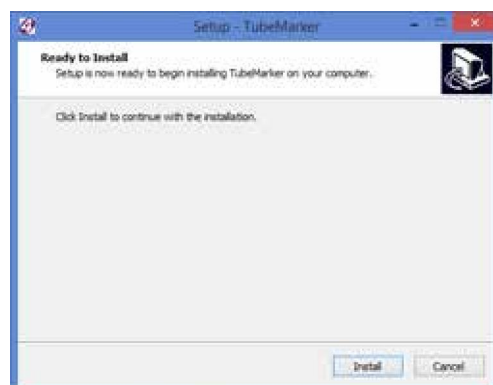 Setup - TubeMarker
Ready to Install
Setup is now ready to begin installing TubeMarker on your computer.
Click Install to continue with the installation.
Install
Cancel